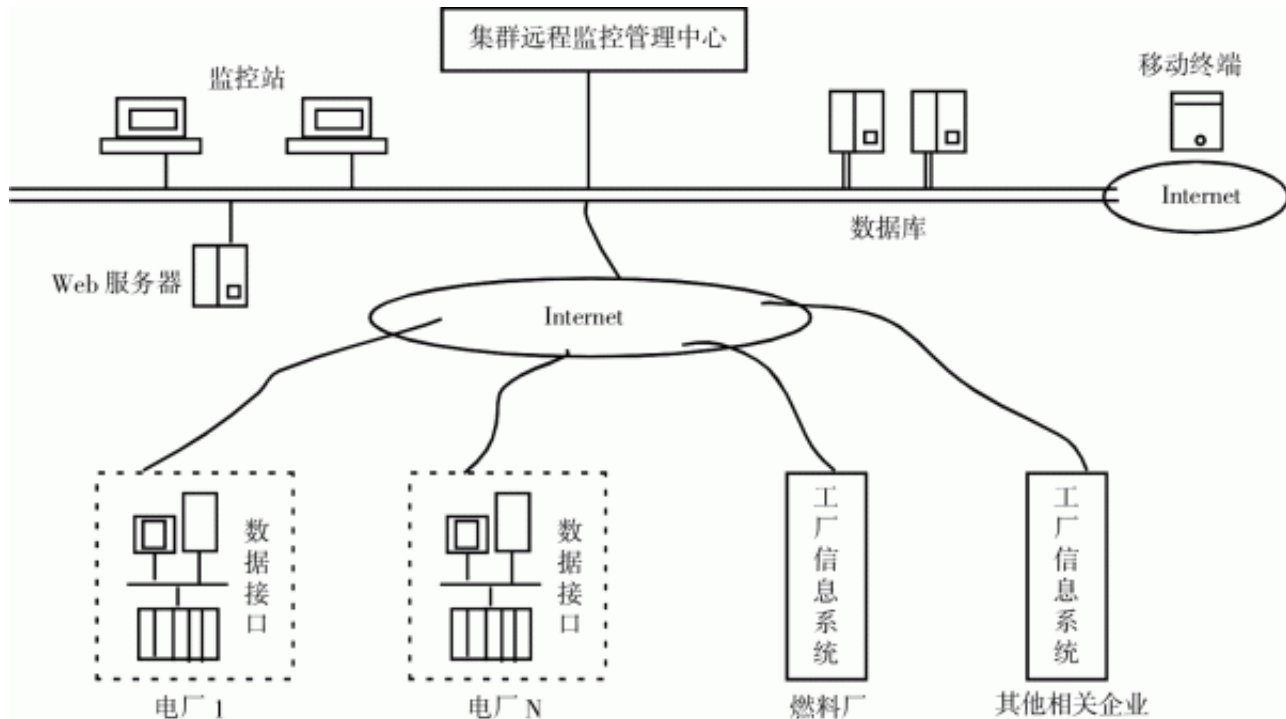 集群远程监控管理中心
监控站
移动终端
Internet
数据库
Web 服务器
Internet
数据接口
数据接口
工厂信息系统
工厂信息系统
电厂 1
电厂 N
燃料厂
其他相关企业